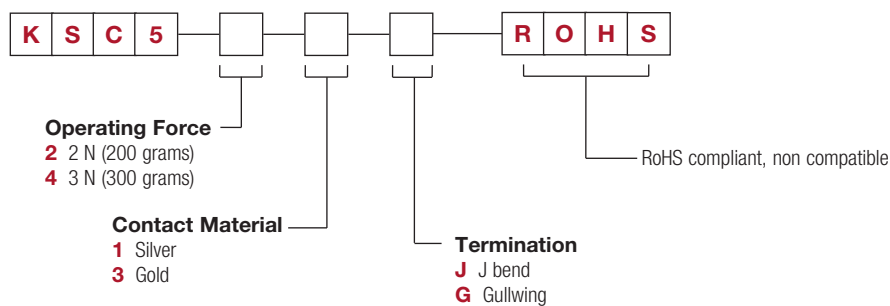 K S C 5 R O H S
Operating Force
2 2 N (200 grams)
4 3 N (300 grams)
RoHS compliant, non compatible
Contact Material
1 Silver
3 Gold
Termination
J J bend
G Gullwing